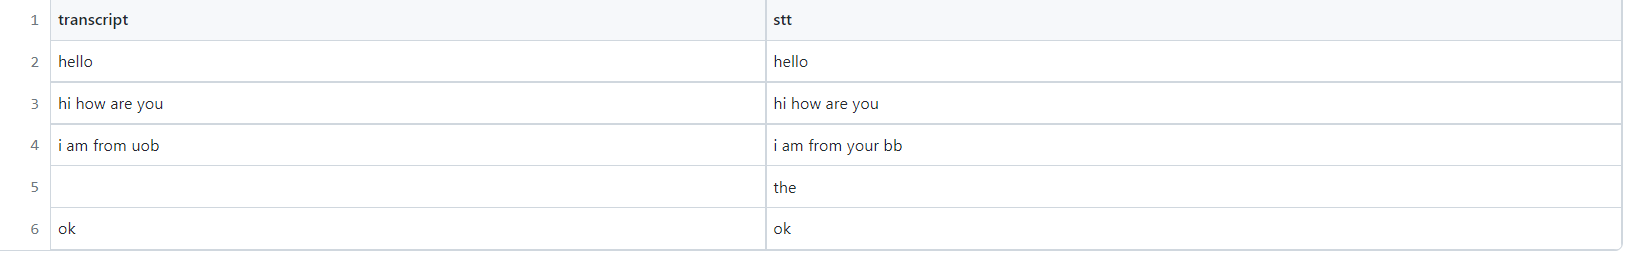 1 transcript stt
2 hello hello
3 hi how are you hi how are you
4 i am from uob i am from your bb
5 the
6 ok ok